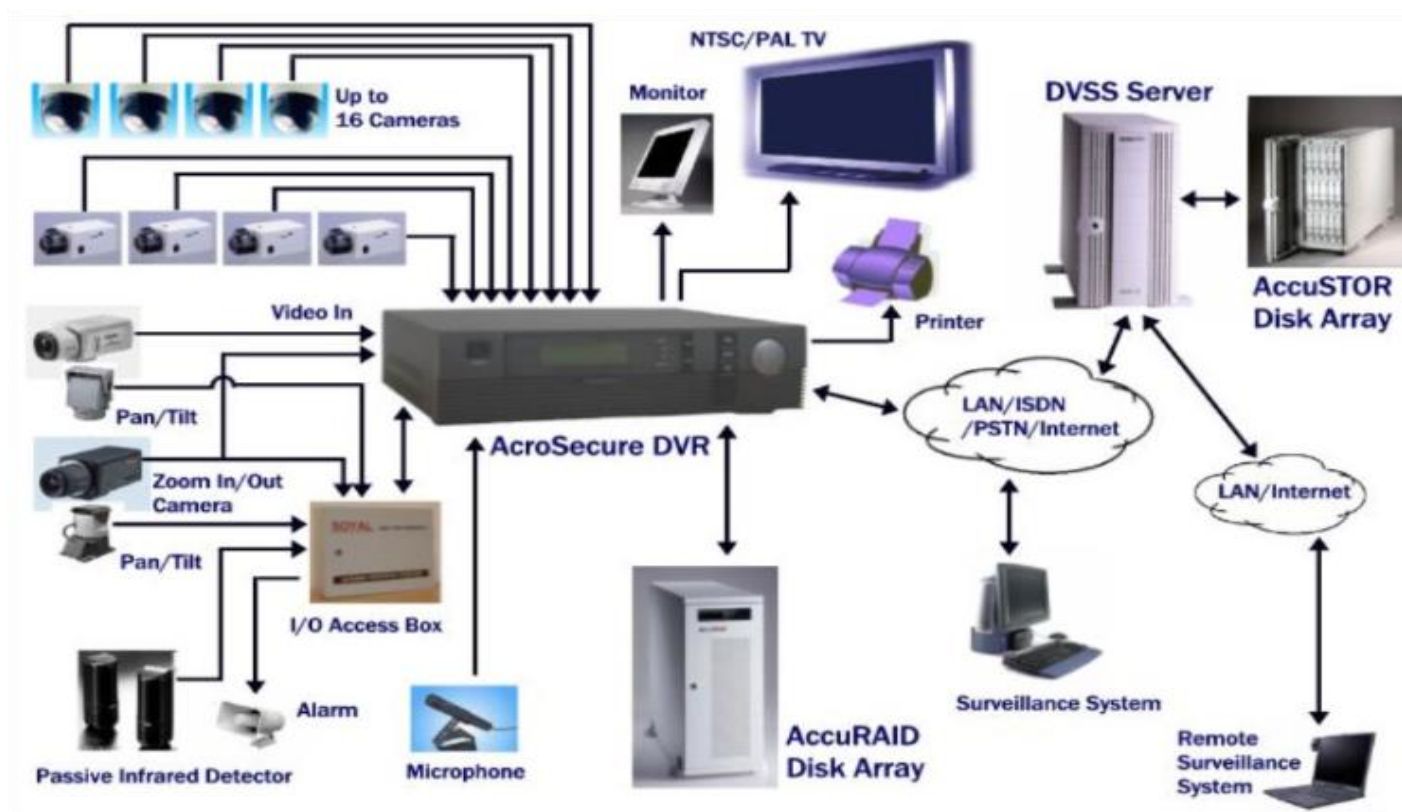 NTSC/PAL TV
Monitor
DVSS Server
Up to
16 Cameras
AccuSTOR
Disk Array
Video In
Printer
Pan/Tilt
AcroSecure DVR
LAN/ISDN
/PSTN/Internet
Zoom In/Out
Camera
LAN/Internet
SOYAL
Pan/Tilt
I/O Access Box
Alarm
Surveillance System
Passive Infrared Detector
Microphone
AccuRAID
Disk Array
Remote
Surveillance
System